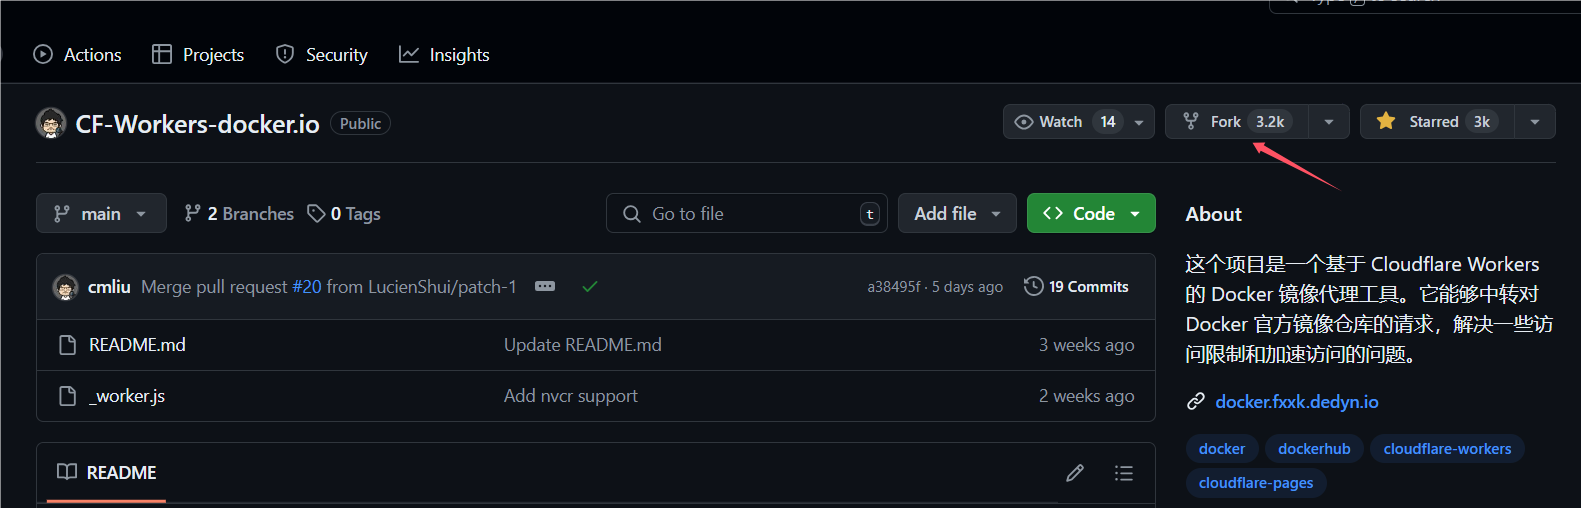 Type / to search
Actions Projects Security Insights
CF-Workers-docker.io Public
Watch 14 Fork 3.2k Starred 3k
main 2 Branches 0 Tags Go to file t Add file Code
About
cmliu Merge pull request #20 from LucienShui/patch-1 a38495f · 5 days ago 19 Commits
README.md Update README.md 3 weeks ago
_worker.js Add nvcr support 2 weeks ago
README
这个项目是一个基于 Cloudflare Workers
的 Docker 镜像代理工具。它能够中转对
Docker 官方镜像仓库的请求，解决一些访
问限制和加速访问的问题。
docker.fxxk.dedyn.io
docker dockerhub cloudflare-workers
cloudflare-pages